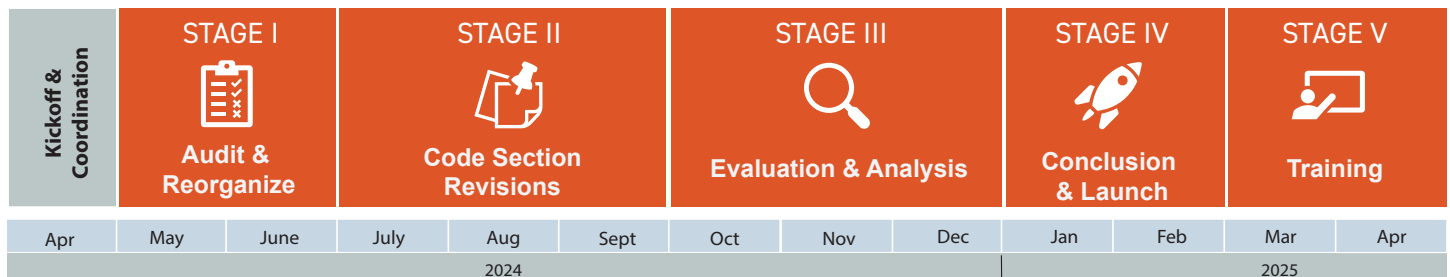 Kickoff &
Coordination
STAGE I
Audit &
Reorganize
STAGE II
Code Section
Revisions
STAGE III
Evaluation & Analysis
STAGE IV
Conclusion
& Launch
STAGE V
Training
Apr May June July Aug Sept Oct Nov Dec Jan Feb Mar Apr
2024 2025